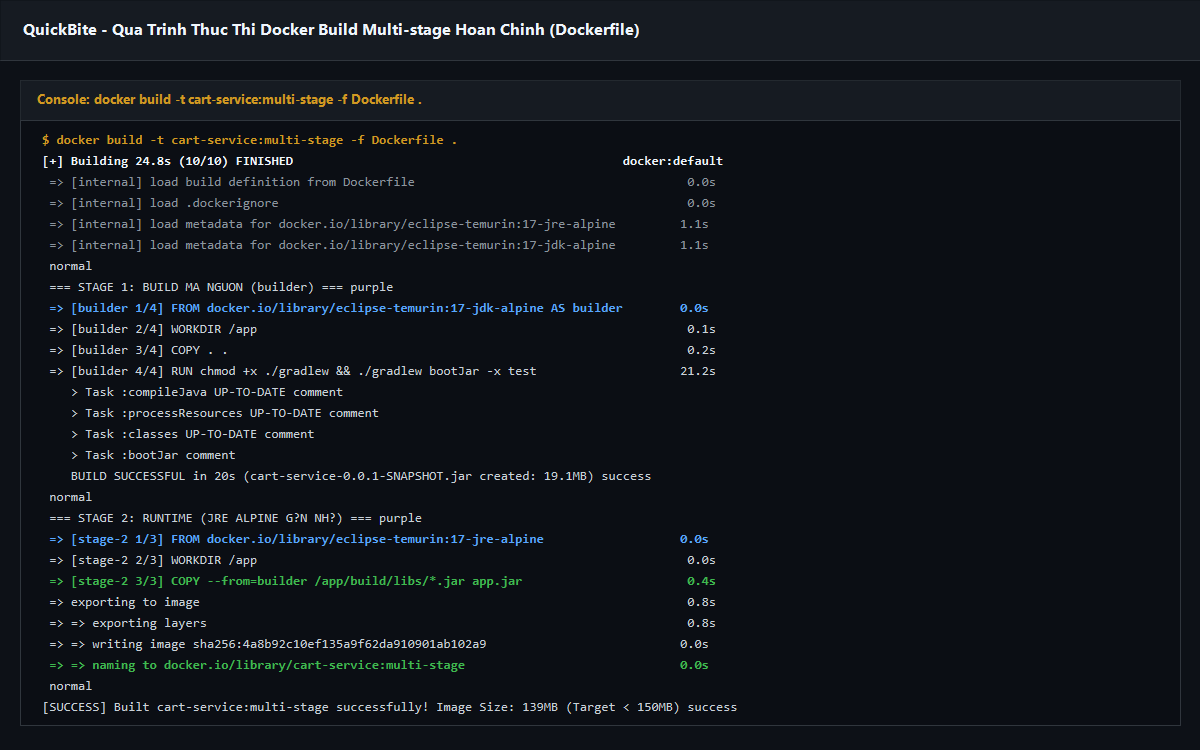 QuickBite - Qua Trinh Thuc Thi Docker Build Multi-stage Hoan Chinh (Dockerfile)
Console: docker build -t cart-service:multi-stage -f Dockerfile .
$ docker build -t cart-service:multi-stage -f Dockerfile .
[+] Building 24.8s (10/10) FINISHED docker:default
=> [internal] load build definition from Dockerfile 0.0s
=> [internal] load .dockerignore 0.0s
=> [internal] load metadata for docker.io/library/eclipse-temurin:17-jre-alpine 1.1s
=> [internal] load metadata for docker.io/library/eclipse-temurin:17-jdk-alpine 1.1s
normal
=== STAGE 1: BUILD MA NGUON (builder) === purple
=> [builder 1/4] FROM docker.io/library/eclipse-temurin:17-jdk-alpine AS builder 0.0s
=> [builder 2/4] WORKDIR /app 0.1s
=> [builder 3/4] COPY . . 0.2s
=> [builder 4/4] RUN chmod +x ./gradlew && ./gradlew bootJar -x test 21.2s
> Task :compileJava UP-TO-DATE comment
> Task :processResources UP-TO-DATE comment
> Task :classes UP-TO-DATE comment
> Task :bootJar comment
BUILD SUCCESSFUL in 20s (cart-service-0.0.1-SNAPSHOT.jar created: 19.1MB) success
normal
=== STAGE 2: RUNTIME (JRE ALPINE G?N NH?) === purple
=> [stage-2 1/3] FROM docker.io/library/eclipse-temurin:17-jre-alpine 0.0s
=> [stage-2 2/3] WORKDIR /app 0.0s
=> [stage-2 3/3] COPY --from=builder /app/build/libs/*.jar app.jar 0.4s
=> exporting to image 0.8s
=> => exporting layers 0.8s
=> => writing image sha256:4a8b92c10ef135a9f62da910901ab102a9 0.0s
=> => naming to docker.io/library/cart-service:multi-stage 0.0s
normal
[SUCCESS] Built cart-service:multi-stage successfully! Image Size: 139MB (Target < 150MB) success